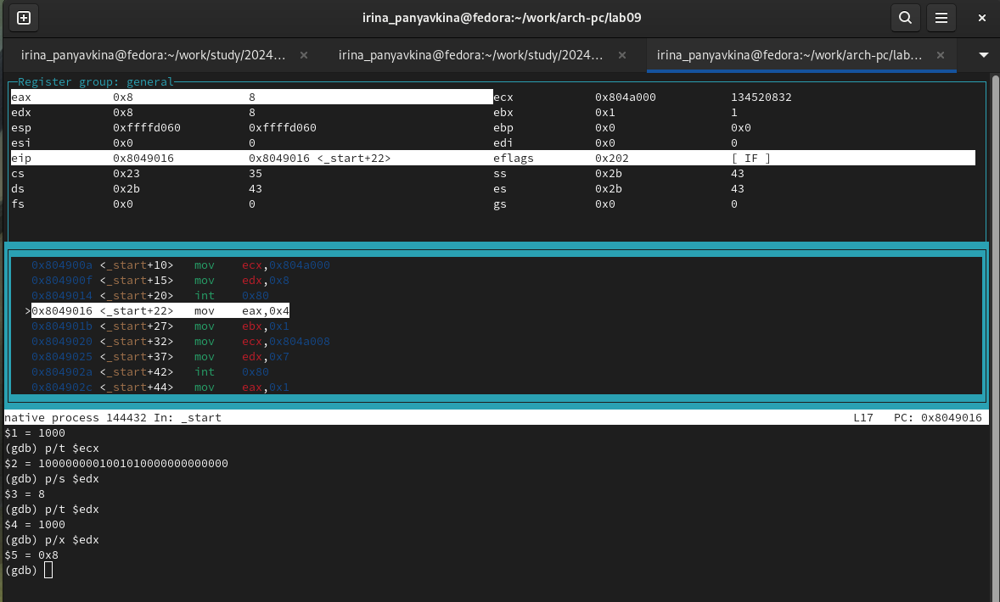 irina_panyavkina@fedora:~/work/arch-pc/lab09
irina_panyavkina@fedora:~/work/study/2024... × irina_panyavkina@fedora:~/work/study/2024... × irina_panyavkina@fedora:~/work/arch-pc/lab... ×
Register group: general
eax 0x8 8 ecx 0x804a000 134520832
edx 0x8 8 ebx 0x1 1
esp 0xffffd060 0xffffd060 ebp 0x0 0x0
esi 0x0 0 edi 0x0 0
eip 0x8049016 0x8049016 <_start+22> eflags 0x202 [ IF ]
cs 0x23 35 ss 0x2b 43
ds 0x2b 43 es 0x2b 43
fs 0x0 0 gs 0x0 0
0x804900a <_start+10> mov ecx,0x804a000
0x804900f <_start+15> mov edx,0x8
0x8049014 <_start+20> int 0x80
>0x8049016 <_start+22> mov eax,0x4
0x804901b <_start+27> mov ebx,0x1
0x8049020 <_start+32> mov ecx,0x804a008
0x8049025 <_start+37> mov edx,0x7
0x804902a <_start+42> int 0x80
0x804902c <_start+44> mov eax,0x1
native process 144432 In: _start L17 PC: 0x8049016
$1 = 1000
(gdb) p/t $ecx
$2 = 1000000001001010000000000000
(gdb) p/s $edx
$3 = 8
(gdb) p/t $edx
$4 = 1000
(gdb) p/x $edx
$5 = 0x8
(gdb)